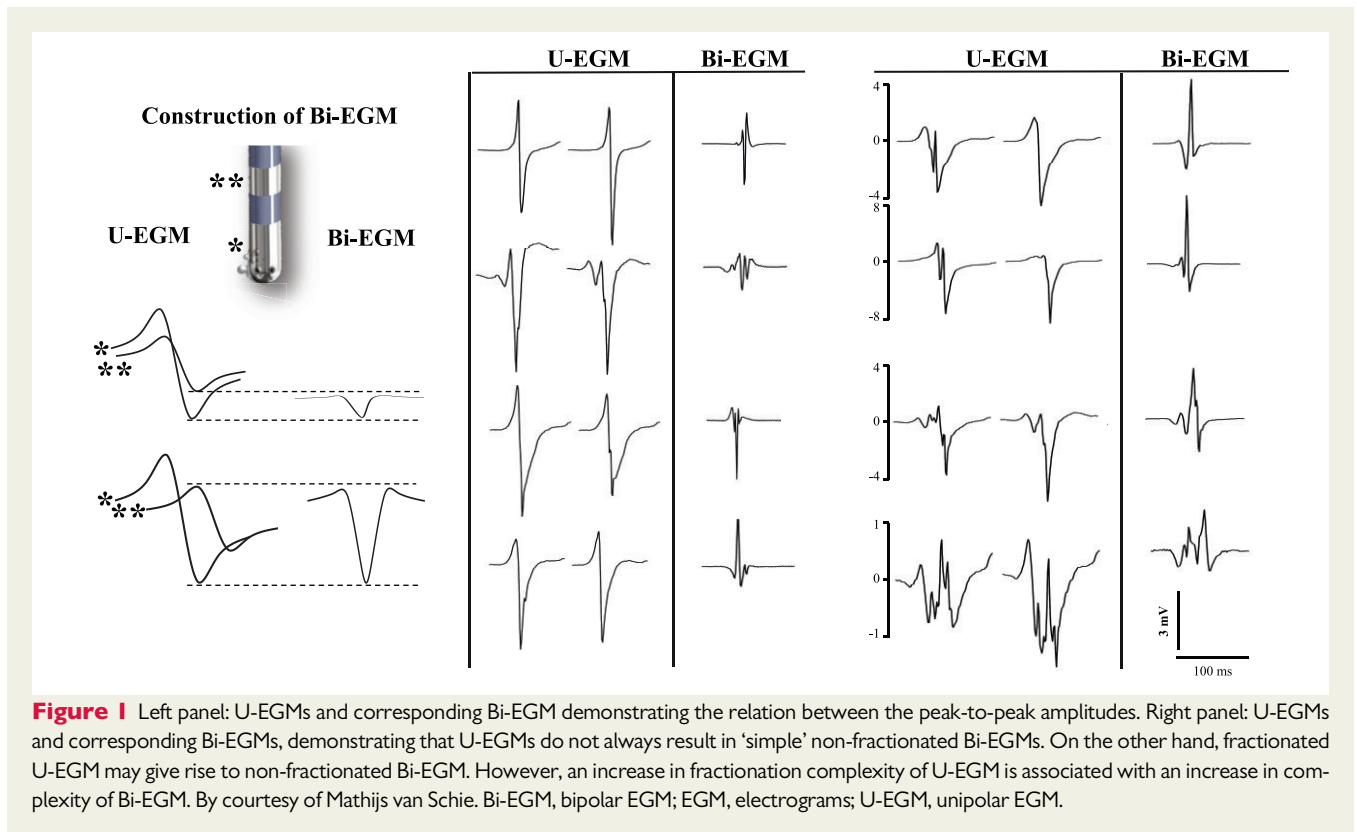 U-EGM Bi-EGM U-EGM Bi-EGM
Construction of Bi-EGM
**
U-EGM * Bi-EGM
*
**
*
**
4
0
-4
8
0
-8
4
0
-4
1
0
-1
3 mV
100 ms
Figure 1 Left panel: U-EGMs and corresponding Bi-EGM demonstrating the relation between the peak-to-peak amplitudes. Right panel: U-EGMs
and corresponding Bi-EGMs, demonstrating that U-EGMs do not always result in ‘simple’ non-fractionated Bi-EGMs. On the other hand, fractionated
U-EGM may give rise to non-fractionated Bi-EGM. However, an increase in fractionation complexity of U-EGM is associated with an increase in com-
plexity of Bi-EGM. By courtesy of Mathijs van Schie. Bi-EGM, bipolar EGM; EGM, electrograms; U-EGM, unipolar EGM.